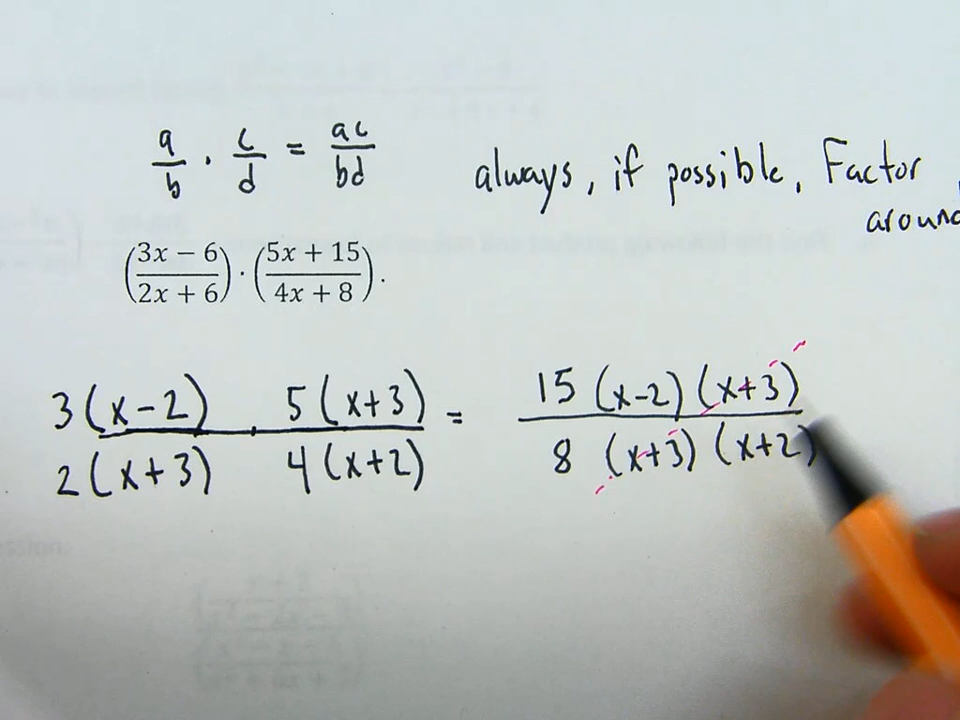 a/b · c/d = ac/bd
always, if possible, Factor
around
((3x − 6)/(2x + 6)) · ((5x + 15)/(4x + 8)).
3(x-2)/2(x+3) · 5(x+3)/4(x+2) = 15(x-2)(x+3)/8(x+3)(x+2)